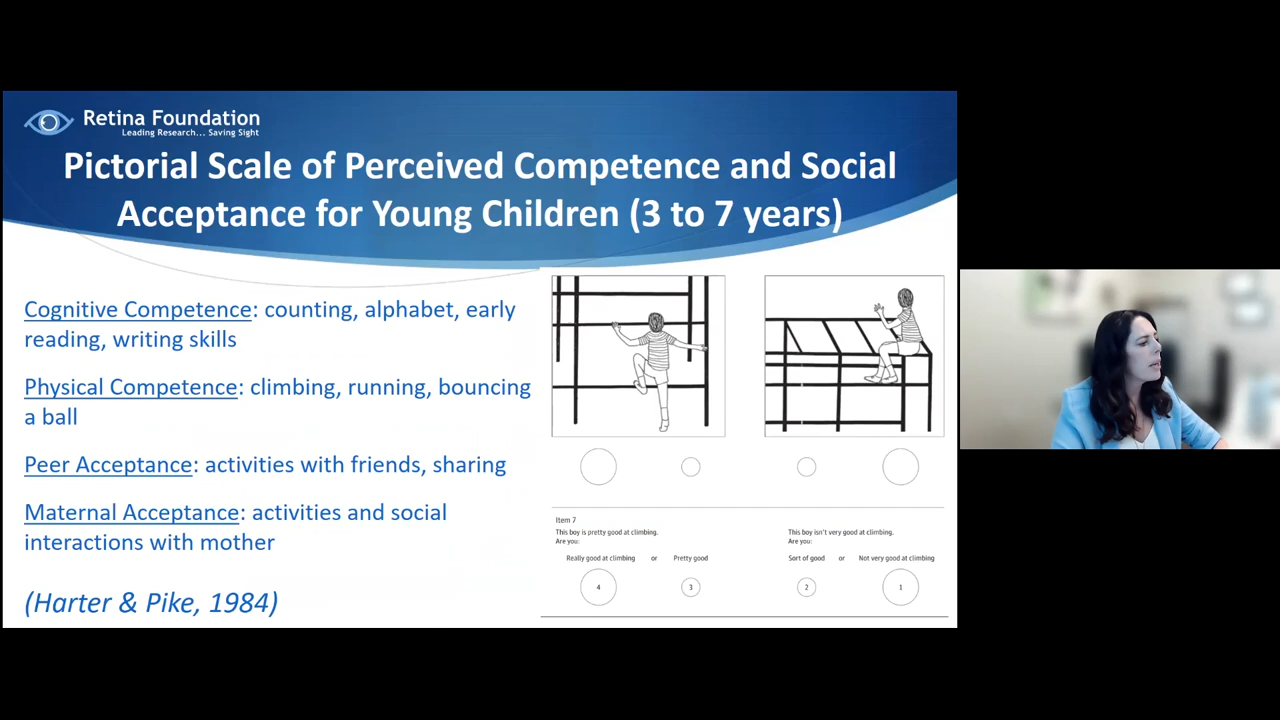 Retina Foundation
Leading Research... Saving Sight
Pictorial Scale of Perceived Competence and Social
Acceptance for Young Children (3 to 7 years)
Cognitive Competence: counting, alphabet, early
reading, writing skills
Physical Competence: climbing, running, bouncing
a ball
Peer Acceptance: activities with friends, sharing
Maternal Acceptance: activities and social
interactions with mother
(Harter & Pike, 1984)
Item 7
This boy is pretty good at climbing.
Are you:
Really good at climbing or Pretty good
4 3
This boy isn't very good at climbing.
Are you:
Sort of good or Not very good at climbing
2 1